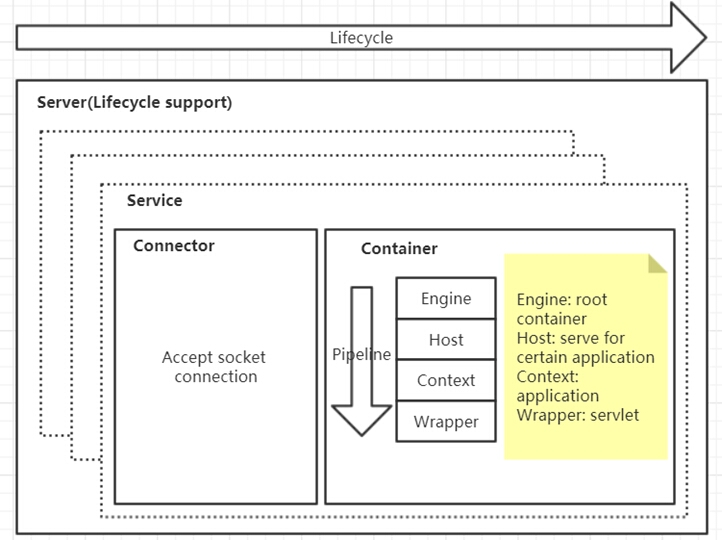 Lifecycle
Server(Lifecycle support)
Service
Connector
Accept socket
connection
Container
Pipeline
Engine
Host
Context
Wrapper
Engine: root
container
Host: serve for
certain application
Context:
application
Wrapper: servlet